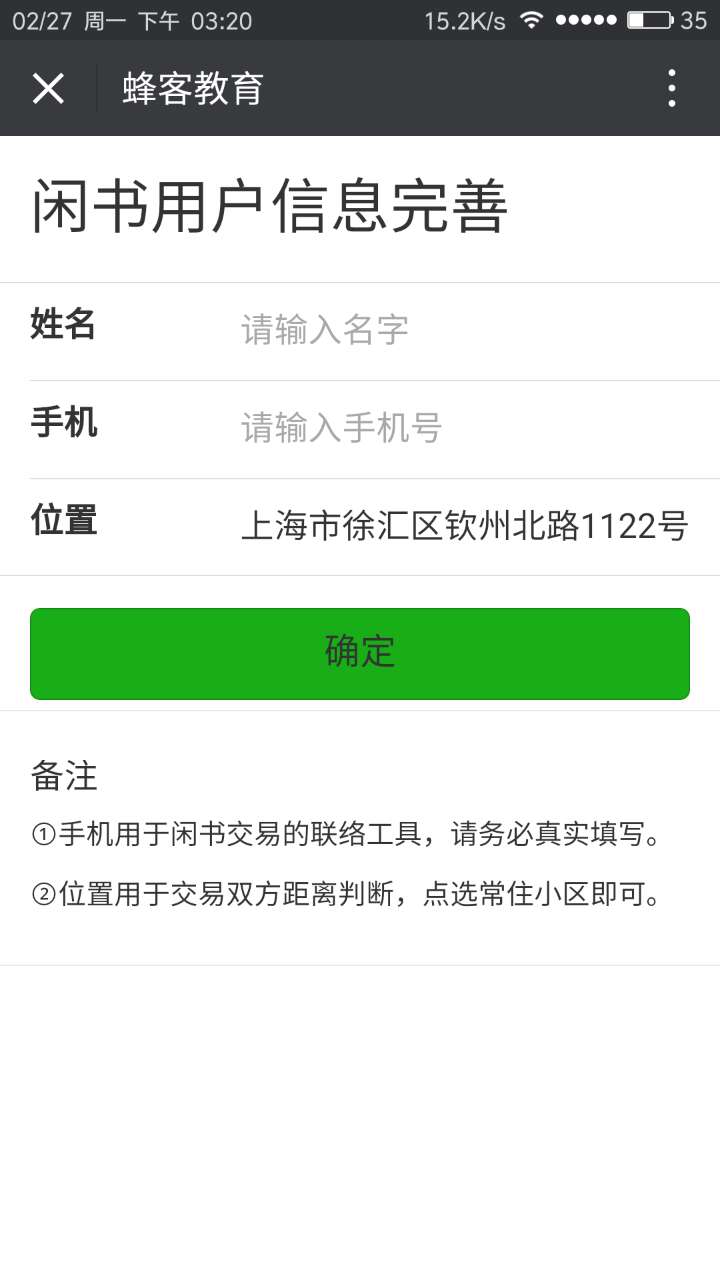 02/27 周一 下午 03:20 15.2K/s 35
蜂客教育
闲书用户信息完善
姓名 请输入名字
手机 请输入手机号
位置 上海市徐汇区钦州北路1122号
确定
备注
①手机用于闲书交易的联络工具，请务必真实填写。
②位置用于交易双方距离判断，点选常住小区即可。